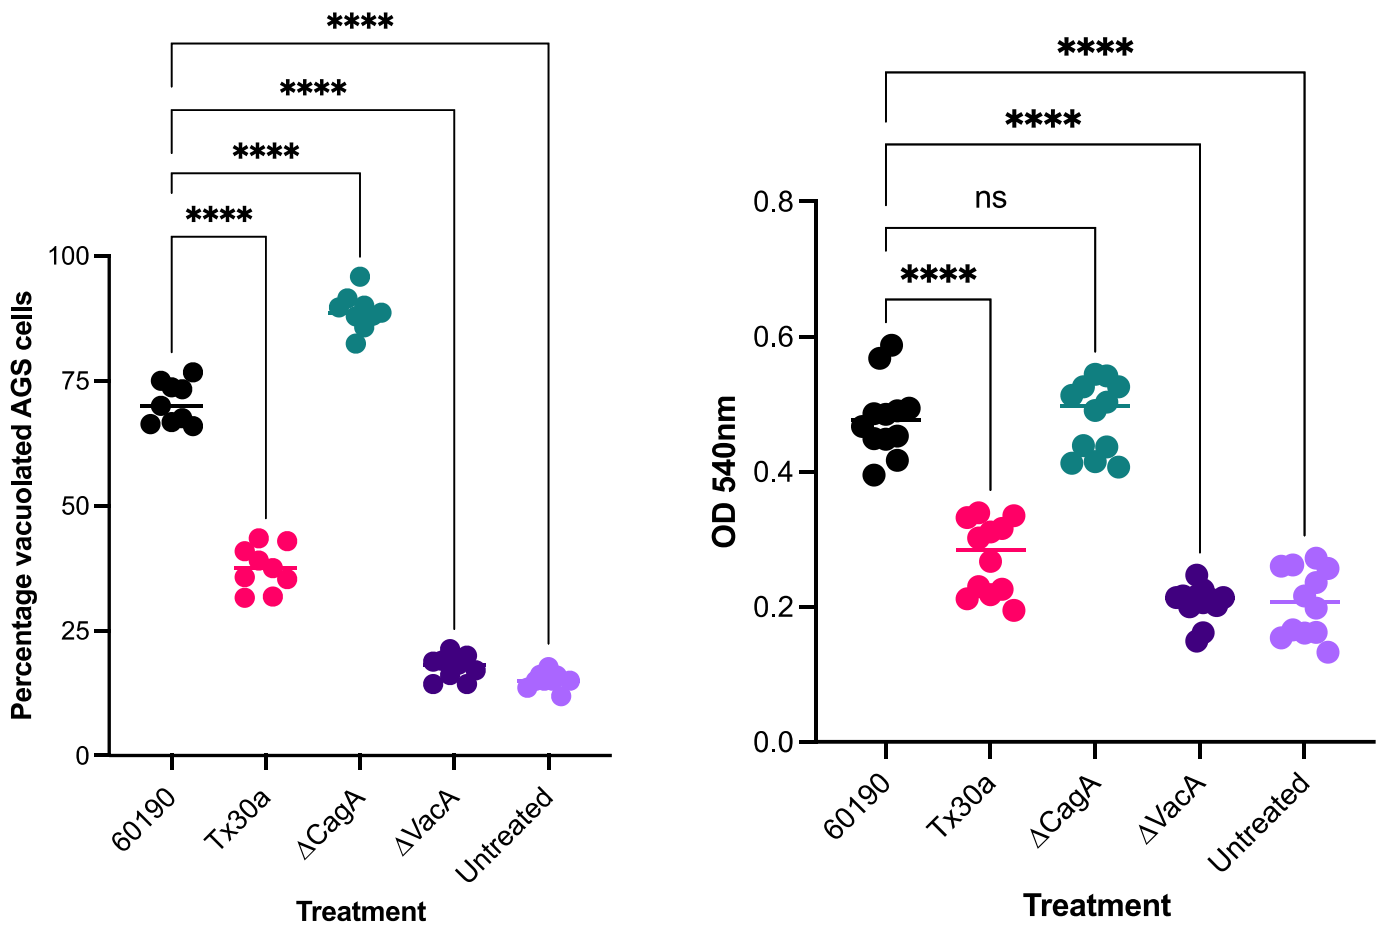 ****
****
****
****
100
75
50
25
0
Percentage vacuolated AGS cells
60190
Tx30a
ΔCagA
ΔVacA
Untreated
Treatment
****
****
ns
****
0.8
0.6
0.4
0.2
0.0
OD 540nm
60190
Tx30a
ΔCagA
ΔVacA
Untreated
Treatment